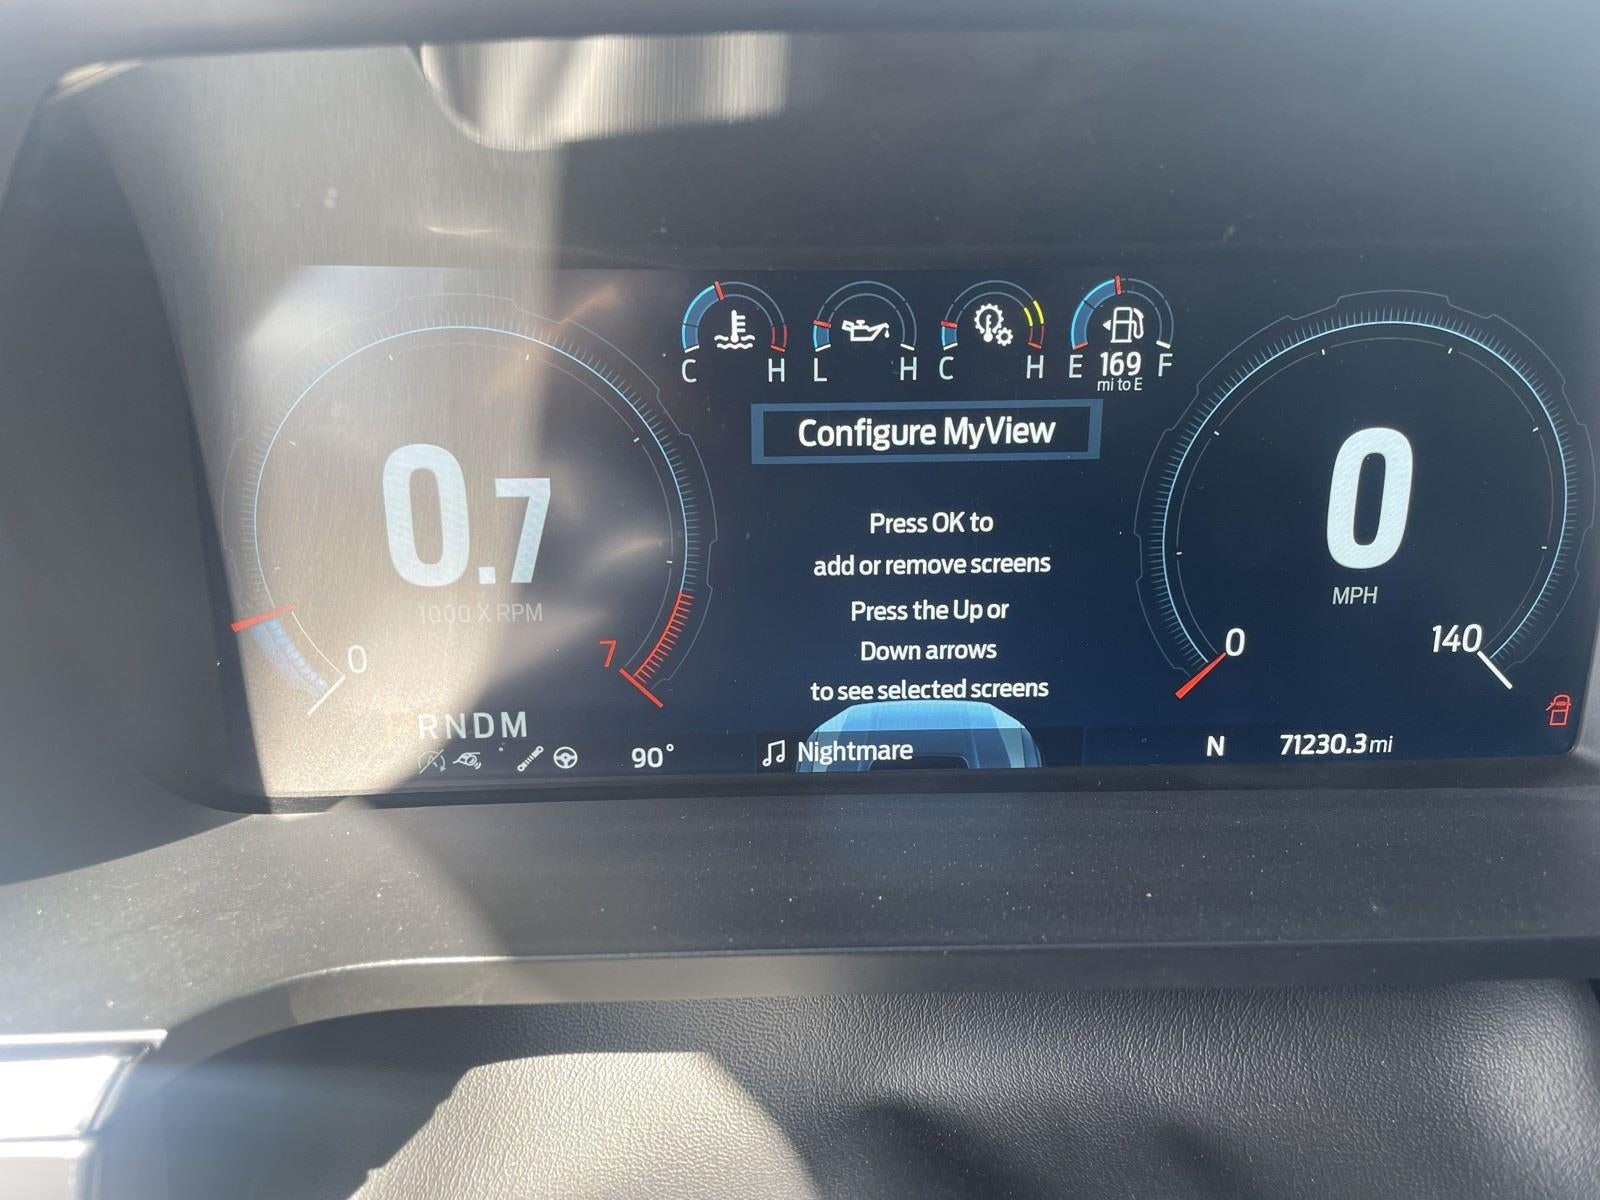 C H L H C H E 169 F
mi to E
Configure MyView
Press OK to
add or remove screens
Press the Up or
Down arrows
to see selected screens
0.7
1000 X RPM
0 7
0
MPH
0 140
PRNDM
90°
Nightmare
N
71230.3 mi